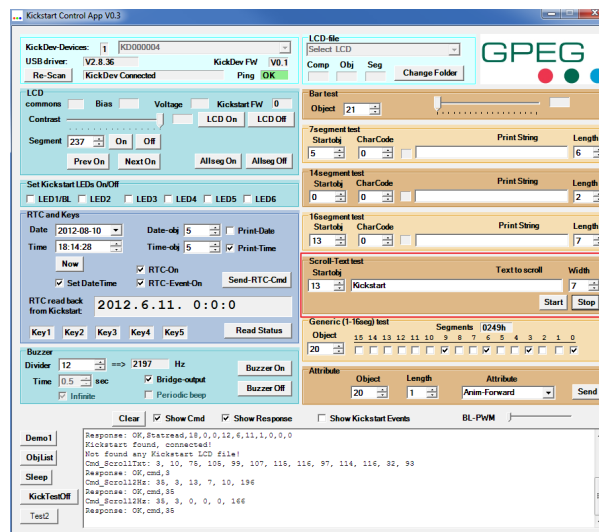 Kickstart Control App V0.3
KickDev-Devices: 1 KD000004
USB driver: V2.8.36 KickDev FW V0.1
Re-Scan KickDev Connected Ping OK
LCD-file
Select LCD
Comp Obj Seg
Change Folder
GPEG
LCD
commons Bias Voltage Kickstart FW 0
Contrast LCD On LCD Off
Segment 237 On Off
Prev On Next On Allseg On Allseg Off
Set Kickstart LEDs On/Off
LED1/BL LED2 LED3 LED4 LED5 LED6
RTC and Keys
Date 2012-08-10 Date-obj 5 Print-Date
Time 18:14:28 Time-obj 5 Print-Time
Now RTC-On
Set DateTime RTC-Event-On Send-RTC-Cmd
RTC read back
from Kickstart: 2012.6.11. 0:0:0
Key1 Key2 Key3 Key4 Key5 Read Status
Buzzer
Divider 12 ==> 2197 Hz Buzzer On
Time 0.5 sec Bridge-output Buzzer Off
Infinite Periodic beep
Bar test
Object 21
7segment test
Startobj CharCode Print String Length
5 0 6
14segment test
Startobj CharCode Print String Length
0 0 2
16segment test
Startobj CharCode Print String Length
13 0 7
Scroll-Text test
Startobj Text to scroll Width
13 Kickstart 7
Start Stop
Generic (1-16seg) test
Object Segments 0249h
15 14 13 12 11 10 9 8 7 6 5 4 3 2 1 0
20
Attribute
Object Length Attribute
20 1 Anim-Forward Send
Clear Show Cmd Show Response Show Kickstart Events BL-PWM
Demo1
ObjList
Sleep
KickTestOff
Test2
Response: OK,Statread,18,0,0,12,6,11,1,0,0,0
Kickstart found, connected!
Not found any Kickstart LCD file!
Cmd_ScrollTxt: 3, 10, 75, 105, 99, 107, 115, 116, 97, 114, 116, 32, 93
Response: OK,cmd,3
Cmd_Scroll2Hz: 35, 3, 13, 7, 10, 196
Response: OK,cmd,35
Cmd_Scroll2Hz: 35, 3, 0, 0, 0, 166
Response: OK,cmd,35